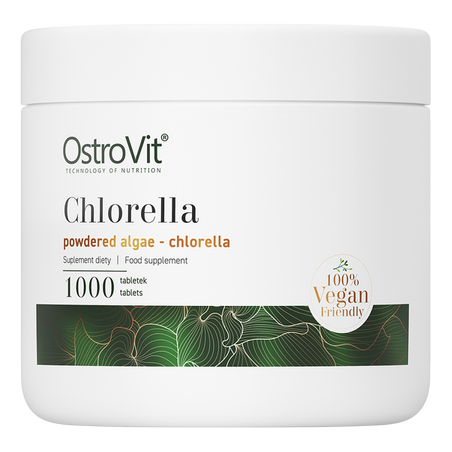 OstroVit®
TECHNOLOGY OF NUTRITION
Chlorella
powdered algae - chlorella
Suplement diety | Food supplement
1000 tabletek
tablets
100%
Vegan
Friendly